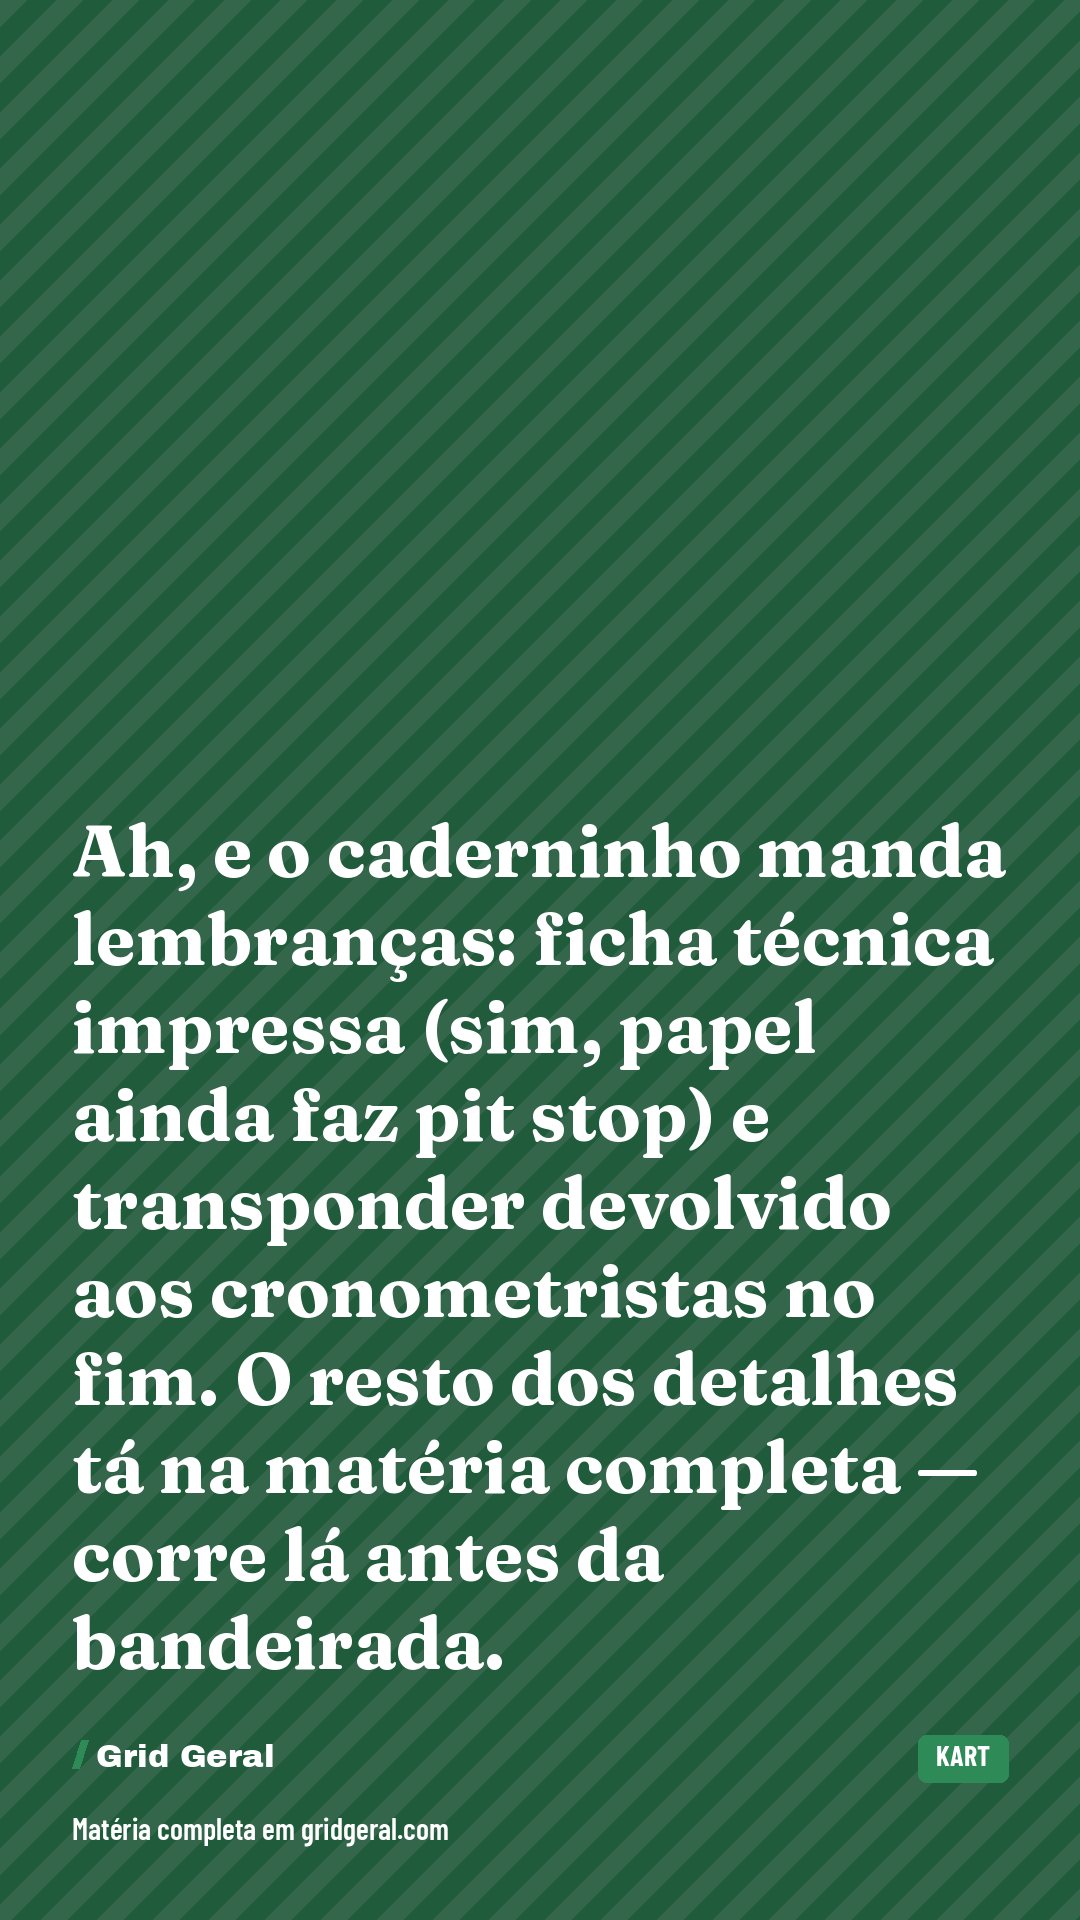 Ah, e o caderninho manda
lembranças: ficha técnica
impressa (sim, papel
ainda faz pit stop) e
transponder devolvido
aos cronometristas no
fim. O resto dos detalhes
tá na matéria completa —
corre lá antes da
bandeirada.
/ Grid Geral
KART
Matéria completa em gridgeral.com